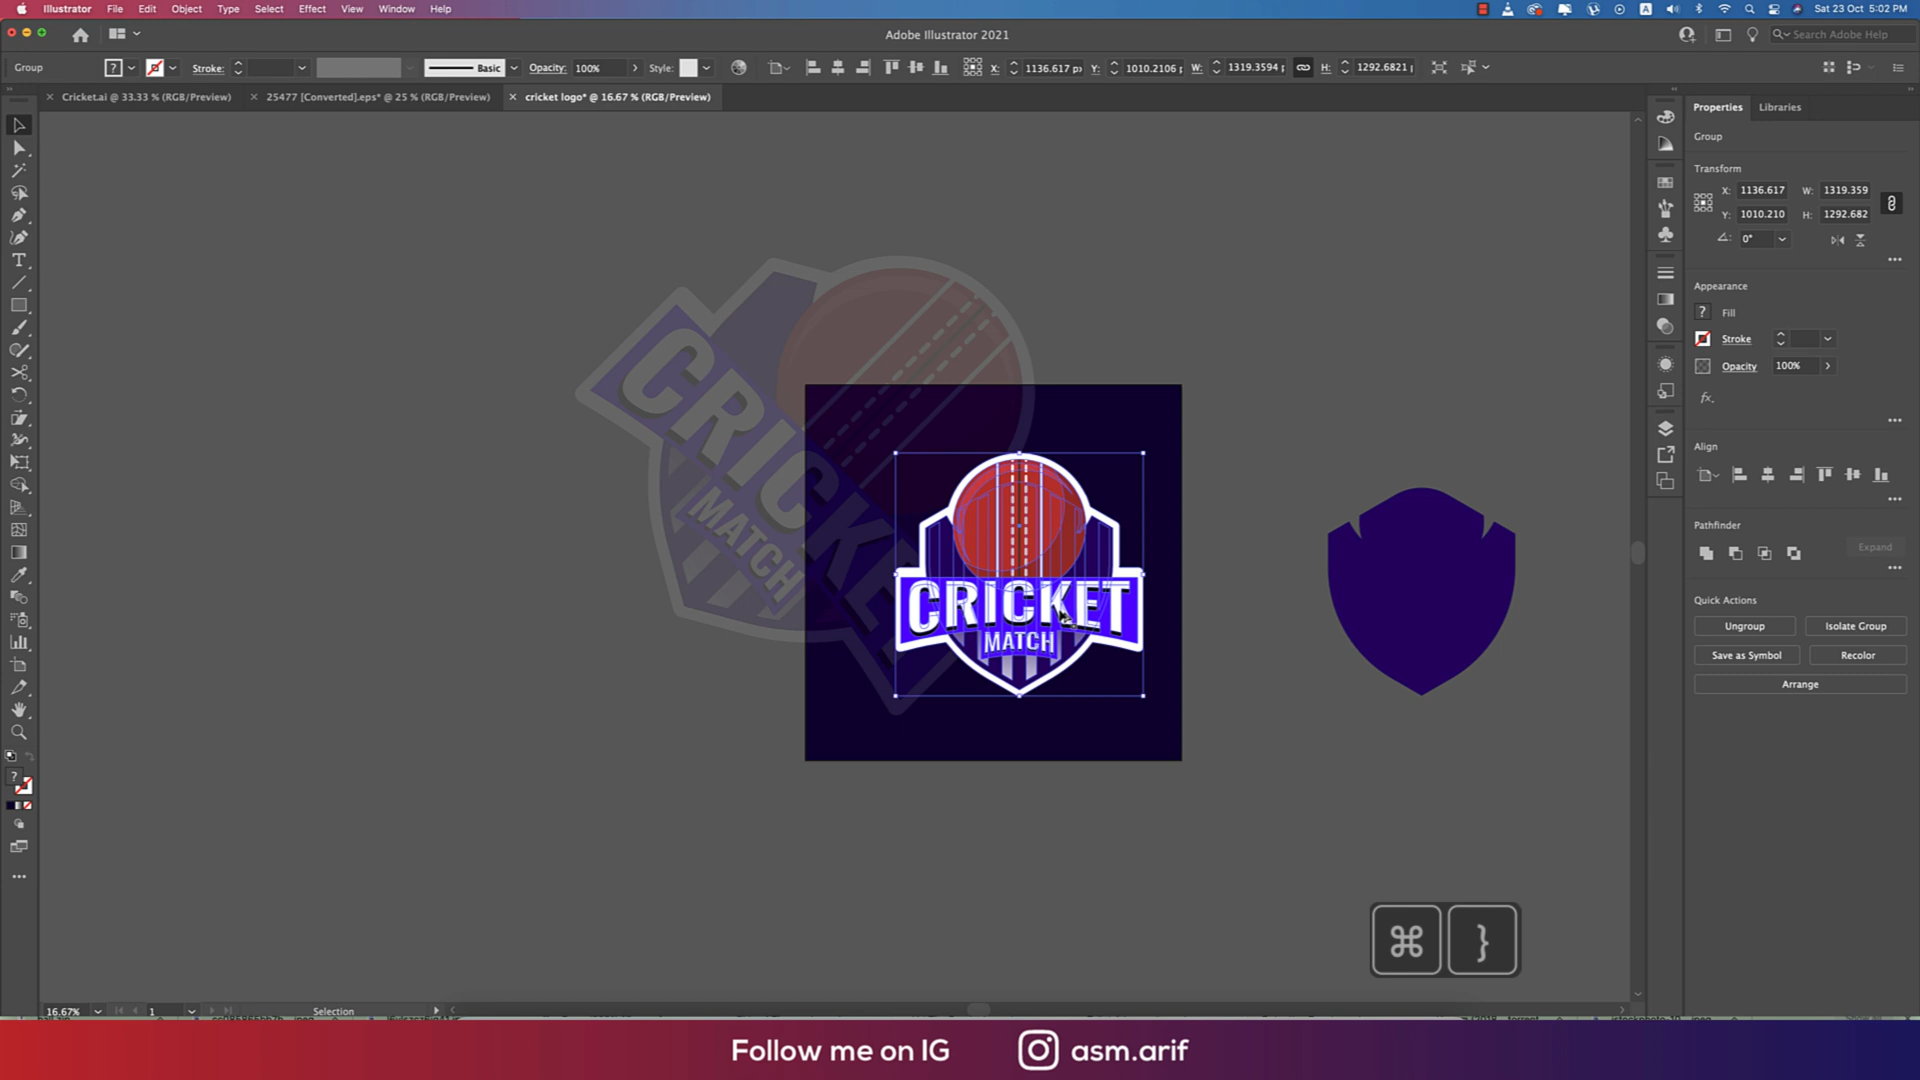 Illustrator File Edit Object Type Select Effect View Window Help
Sat 23 Oct 5:02 PM
Adobe Illustrator 2021
Search Adobe Help
Group ? Stroke: Basic Opacity: 100% Style: X: 1136.617 px Y: 1010.2106 W: 1319.3594 H: 1292.6821
Cricket.ai @ 33.33 % (RGB/Preview) 25477 [Converted].eps* @ 25 % (RGB/Preview) cricket logo* @ 16.67 % (RGB/Preview)
Properties Libraries
Group
Transform
X: 1136.617 W: 1319.359
Y: 1010.210 H: 1292.682
0°
Appearance
? Fill
Stroke
Opacity 100%
fx.
Align
Pathfinder
Expand
Quick Actions
Ungroup Isolate Group
Save as Symbol Recolor
Arrange
CRICKET
MATCH
CRICKET
MATCH
⌘ }
16.67% 1 Selection
Follow me on IG asm.arif